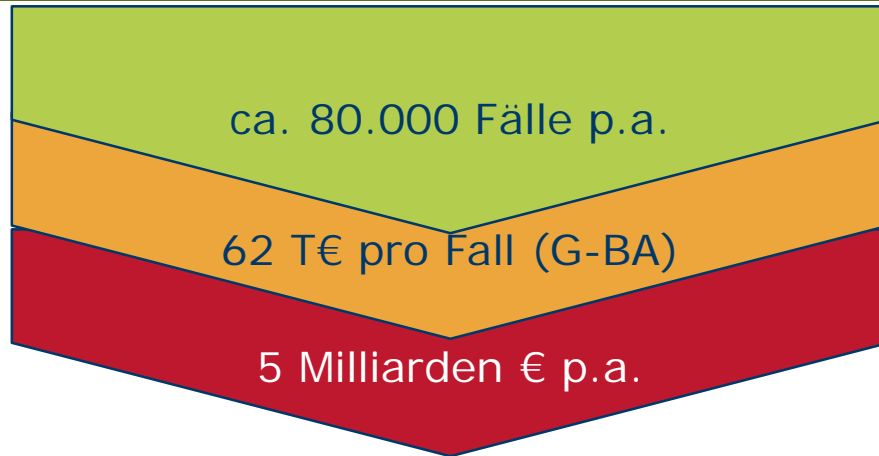 ca. 80.000 Fälle p.a.
62 T€ pro Fall (G-BA)
5 Milliarden € p.a.